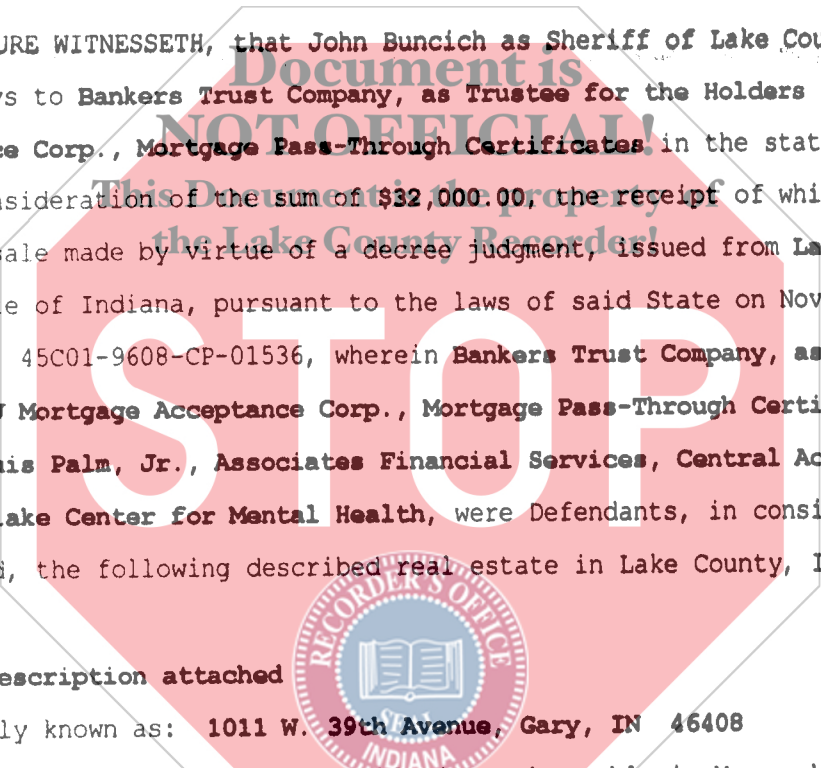 URE WITNESSETH, that John Buncich as Sheriff of Lake Cou
Document is
ys to Bankers Trust Company, as Trustee for the Holders
NOT OFFICIAL!
ce Corp., Mortgage Pass-Through Certificates in the stat
This Document is the property of
nsideration of the sum of $32,000.00, the receipt of whi
the Lake County Recorder!
sale made by virtue of a decree judgment, issued from La
e of Indiana, pursuant to the laws of said State on Nov
STOP
45C01-9608-CP-01536, wherein Bankers Trust Company, as
Mortgage Acceptance Corp., Mortgage Pass-Through Certi
nis Palm, Jr., Associates Financial Services, Central Ac
Lake Center for Mental Health, were Defendants, in consi
d, the following described real estate in Lake County, I
RECORDER'S OFFICE
escription attached
SEAL
ly known as: 1011 W. 39th Avenue, Gary, IN 46408
INDIANA